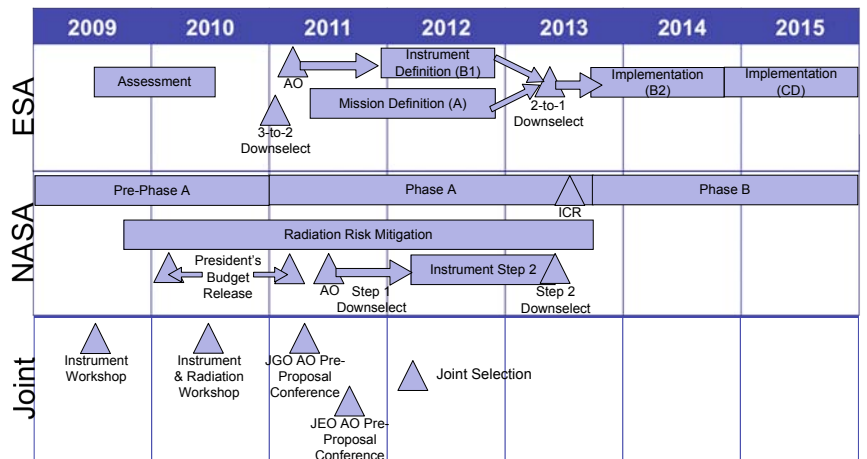 2009 2010 2011 2012 2013 2014 2015
ESA
Assessment
3-to-2
Downselect
AO
Instrument
Definition (B1)
Mission Definition (A)
2-to-1
Downselect
Implementation
(B2)
Implementation
(CD)
NASA
Pre-Phase A
Phase A
ICR
Phase B
Radiation Risk Mitigation
President's
Budget
Release
AO
Step 1
Downselect
Instrument Step 2
Step 2
Downselect
Joint
Instrument
Workshop
Instrument
& Radiation
Workshop
JGO AO Pre-
Proposal
Conference
JEO AO Pre-
Proposal
Conference
Joint Selection